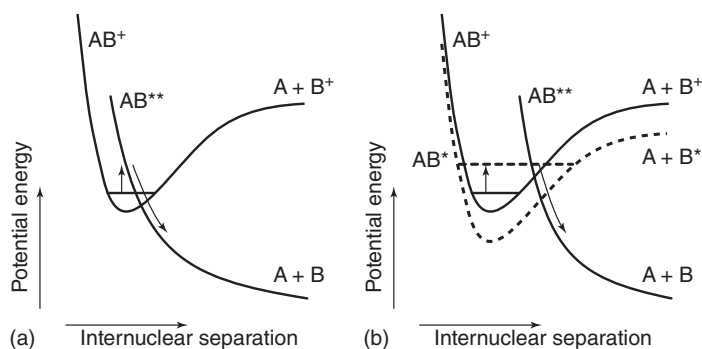 AB⁺
AB**
A + B⁺
Potential energy
A + B
(a)
Internuclear separation
AB⁺
AB**
A + B⁺
AB*
A + B*
Potential energy
A + B
(b)
Internuclear separation